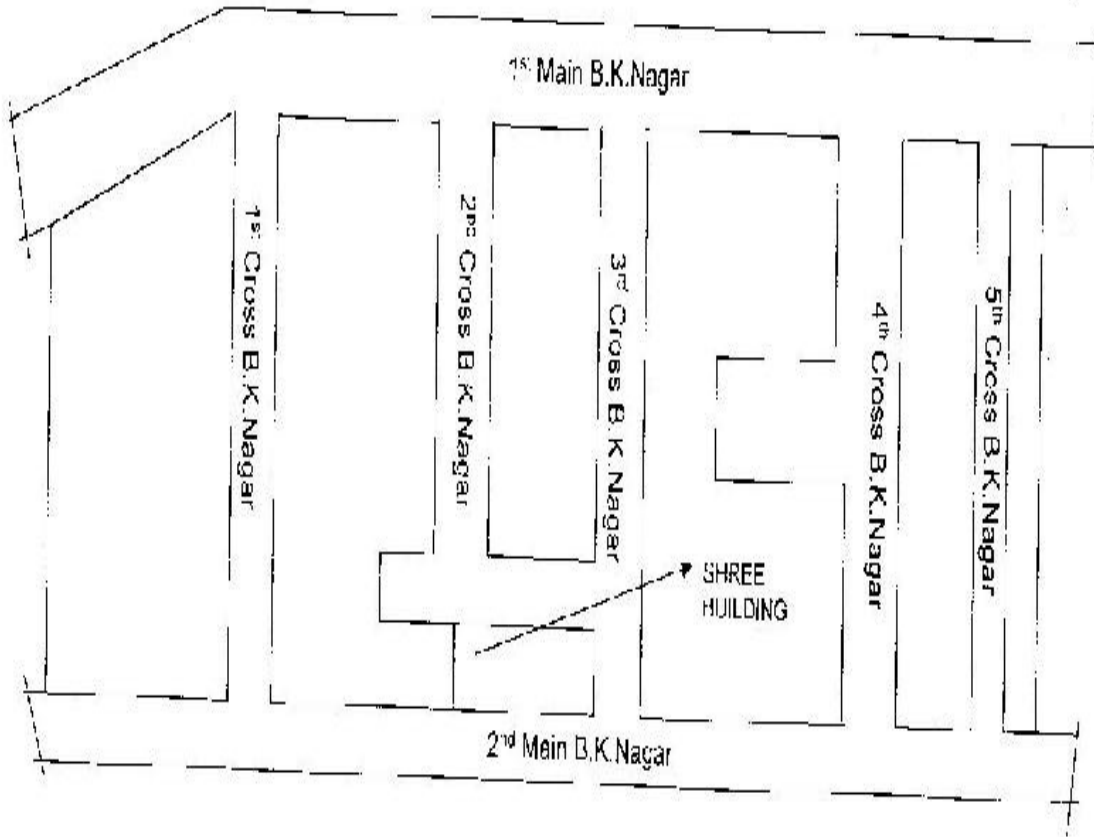 1st Main B.K.Nagar
1st Cross B.K.Nagar
2nd Cross B.K.Nagar
3rd Cross B.K.Nagar
4th Cross B.K.Nagar
5th Cross B.K.Nagar
SHREE
BUILDING
2nd Main B.K.Nagar